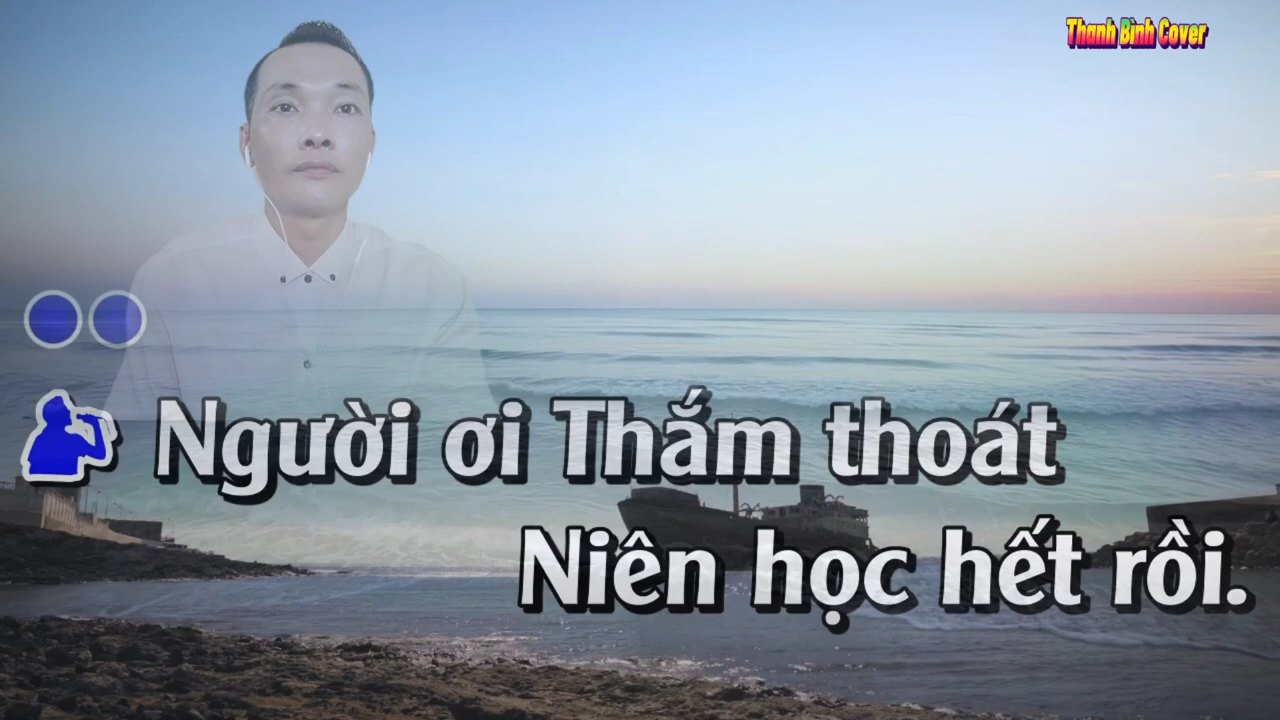 Thanh Bình Cover
Người ơi Thắm thoát
Niên học hết rồi.